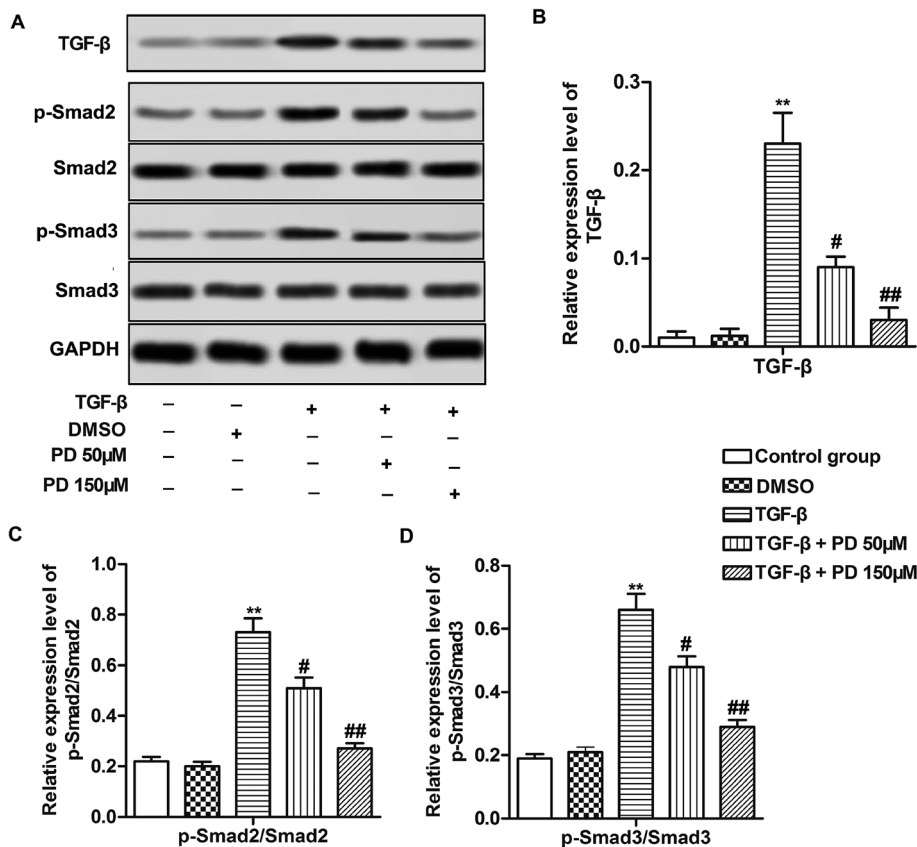 A
TGF-β
p-Smad2
Smad2
p-Smad3
Smad3
GAPDH
TGF-β – – + + +
DMSO – + – – –
PD 50μM – – – + –
PD 150μM – – – – +
B
Relative expression level of
TGF-β
0.3
0.2
0.1
0.0
**
#
##
TGF-β
Control group
DMSO
TGF-β
TGF-β + PD 50μM
TGF-β + PD 150μM
C
Relative expression level of
p-Smad2/Smad2
1.0
0.8
0.6
0.4
0.2
0.0
**
#
##
p-Smad2/Smad2
D
Relative expression level of
p-Smad3/Smad3
0.8
0.6
0.4
0.2
0.0
**
#
##
p-Smad3/Smad3